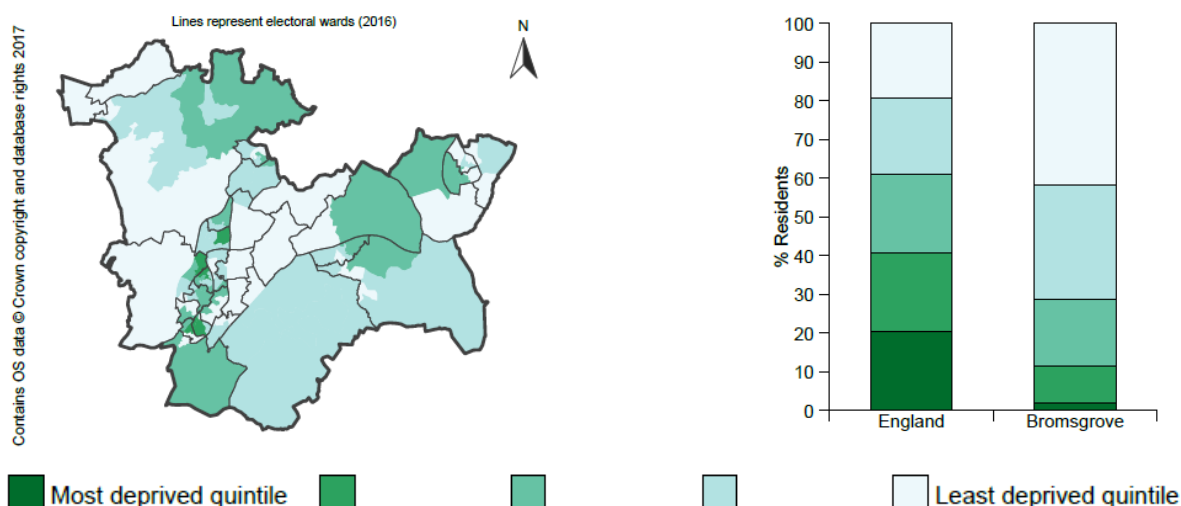 Lines represent electoral wards (2016)
N
Contains OS data © Crown copyright and database rights 2017
% Residents
100
90
80
70
60
50
40
30
20
10
0
England
Bromsgrove
Most deprived quintile
Least deprived quintile